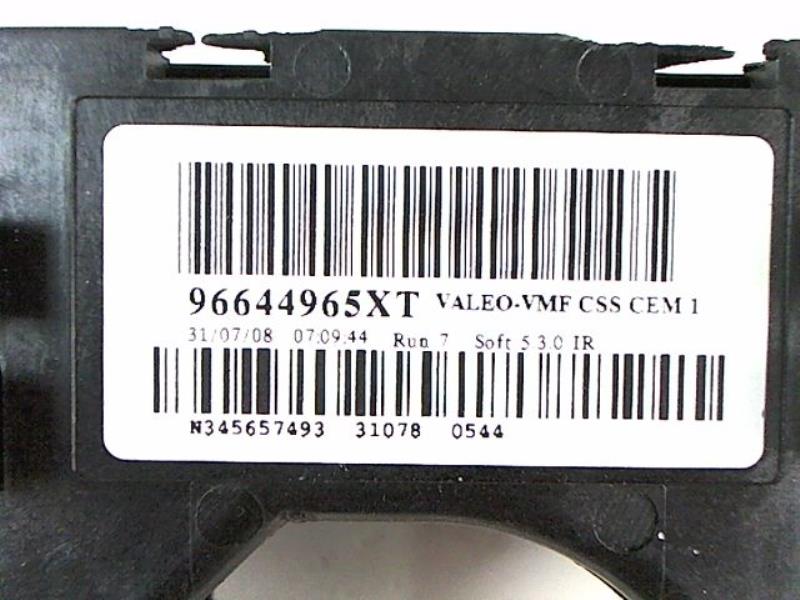 96644965XT VALEO-VMF CSS CEM 1
31/07/08 07:09:44 Run 7 Soft 5.3.0 IR
N345657493 31078 0544